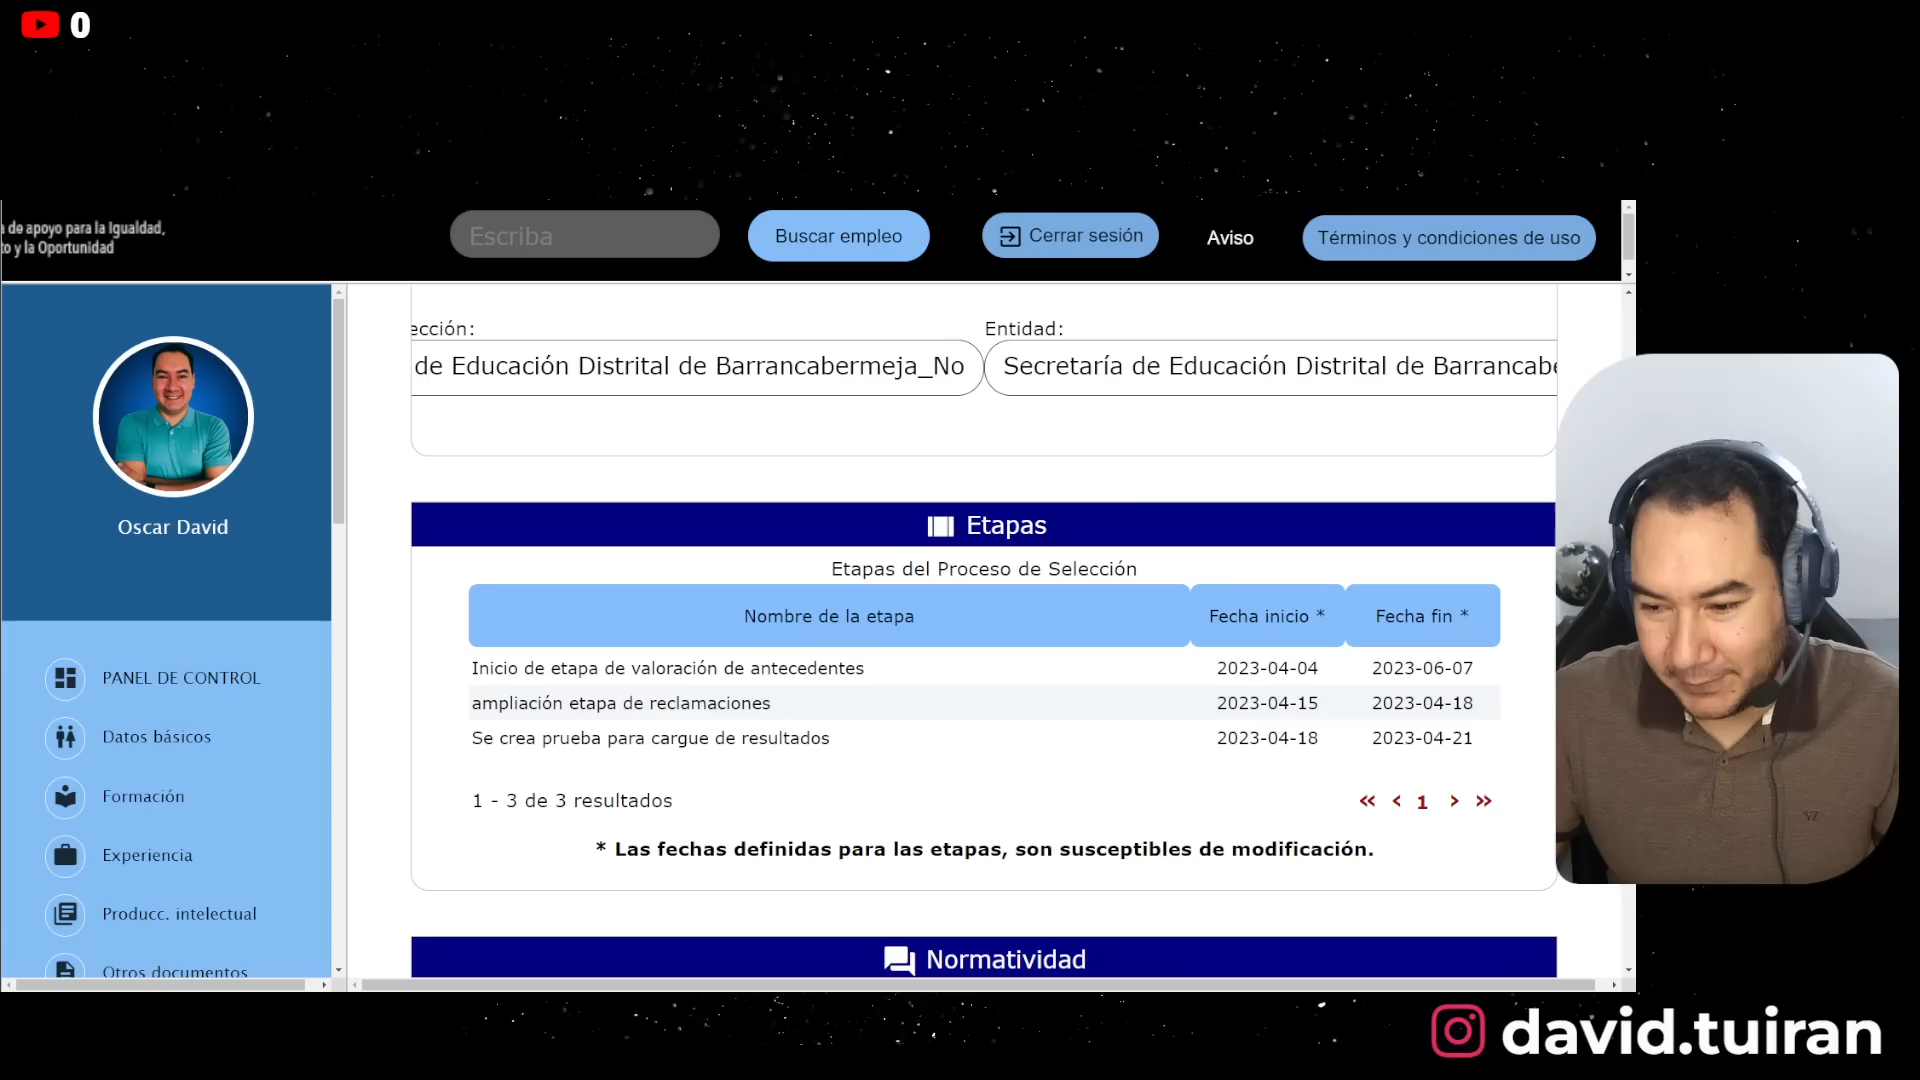 0
a de apoyo para la Igualdad,
to y la Oportunidad
Escriba
Buscar empleo
Cerrar sesión
Aviso
Términos y condiciones de uso
Oscar David
PANEL DE CONTROL
Datos básicos
Formación
Experiencia
Producc. intelectual
Otros documentos
ección:
Entidad:
de Educación Distrital de Barrancabermeja_No
Secretaría de Educación Distrital de Barrancabe
Etapas
Etapas del Proceso de Selección
Nombre de la etapa
Fecha inicio *
Fecha fin *
Inicio de etapa de valoración de antecedentes
2023-04-04
2023-06-07
ampliación etapa de reclamaciones
2023-04-15
2023-04-18
Se crea prueba para cargue de resultados
2023-04-18
2023-04-21
1 - 3 de 3 resultados
« ‹ 1 › »
* Las fechas definidas para las etapas, son susceptibles de modificación.
Normatividad
david.tuiran